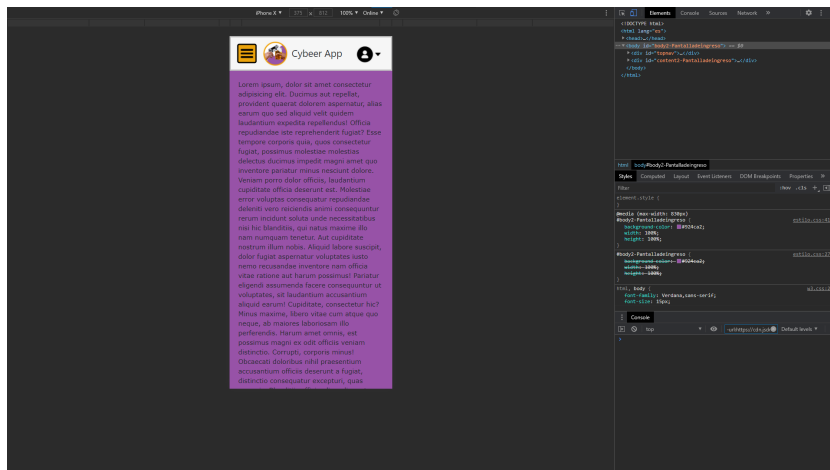 iPhone X ▼ 375 x 812 100% ▼ Online ▼
Elements Console Sources Network »
<!DOCTYPE html>
<html lang="es">
▶<head>…</head>
▼<body id="body2-Pantalladeingreso"> == $0
▶<div id="topnav">…</div>
▶<div id="content2-Pantalladeingreso">…</div>
</body>
</html>
Cybeer App
Lorem ipsum, dolor sit amet consectetur
adipisicing elit. Ducimus aut repellat,
provident quaerat dolorem aspernatur, alias
earum quo sed aliquid velit quidem
laudantium expedita repellendus! Officia
repudiandae iste reprehenderit fugiat? Esse
tempore corporis quia, quos consectetur
fugiat, possimus molestiae molestias
delectus ducimus impedit magni amet quo
inventore pariatur minus nesciunt dolore.
Veniam porro dolor officiis, laudantium
cupiditate officia deserunt est. Molestiae
error voluptas consequatur repudiandae
deleniti vero reiciendis animi consequuntur
rerum incidunt soluta unde necessitatibus
nisi hic blanditiis, qui natus maxime illo
nam numquam tenetur. Aut cupiditate
nostrum illum nobis. Aliquid labore suscipit,
dolor fugiat aspernatur voluptates iusto
nemo recusandae inventore nam officia
vitae ratione aut harum possimus! Pariatur
eligendi assumenda facere consequuntur ut
voluptates, sit laudantium accusantium
aliquid earum! Cupiditate, consectetur hic?
Minus maxime, libero vitae cum atque quo
neque, ab maiores laboriosam illo
perferendis. Harum amet omnis, est
possimus magni ex odit officiis veniam
distinctio. Corrupti, corporis minus!
Obcaecati doloribus nihil praesentium
accusantium officiis deserunt a fugiat,
distinctio consequatur excepturi, quas
html body#body2-Pantalladeingreso
Styles Computed Layout Event Listeners DOM Breakpoints Properties »
Filter :hov .cls +
element.style {
}
@media (max-width: 830px)
#body2-Pantalladeingreso {
background-color: #924ca2;
width: 100%;
height: 100%;
}
#body2-Pantalladeingreso {
background-color: #924ca2;
width: 100%;
height: 100%;
}
html, body {
font-family: Verdana,sans-serif;
font-size: 15px;
Console
top ▼ Default levels ▼